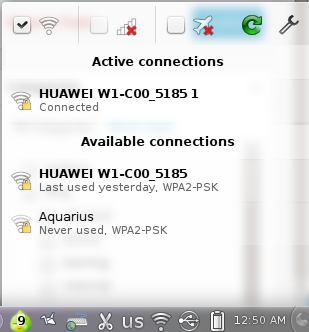 Active connections
HUAWEI W1-C00_5185 1
Connected
Available connections
HUAWEI W1-C00_5185
Last used yesterday, WPA2-PSK
Aquarius
Never used, WPA2-PSK
9 us 12:50 AM